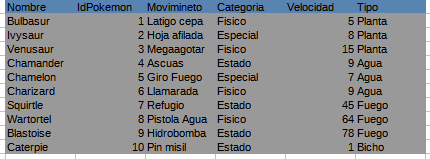 Nombre IdPokemon Movimineto Categoria Velocidad Tipo
Bulbasur 1 Latigo cepa Fisico 5 Planta
Ivysaur 2 Hoja afilada Especial 8 Planta
Venusaur 3 Megaagotar Fisico 15 Planta
Chamander 4 Ascuas Estado 9 Agua
Chamelon 5 Giro Fuego Especial 7 Agua
Charizard 6 Llamarada Fisico 9 Agua
Squirtle 7 Refugio Estado 45 Fuego
Wartortel 8 Pistola Agua Fisico 64 Fuego
Blastoise 9 Hidrobomba Estado 78 Fuego
Caterpie 10 Pin misil Estado 1 Bicho